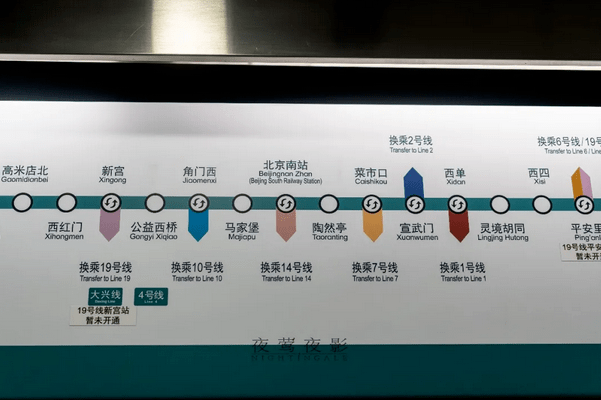 换乘2号线
Transfer to Line 2
换乘6号线/19号
Transfer to Line 6 / Line
高米店北
Gaomidianbei
新宫
Xingong
角门西
Jiaomenxi
北京南站
Beijingnan Zhan
(Beijing South Railway Station)
菜市口
Caishikou
西单
Xidan
西四
Xisi
西红门
Xihongmen
公益西桥
Gongyi Xiqiao
马家堡
Majiapu
陶然亭
Taoranting
宣武门
Xuanwumen
灵境胡同
Lingjing Hutong
平安里
Ping'anli
19号线平安
暂未开
换乘19号线
Transfer to Line 19
换乘10号线
Transfer to Line 10
换乘14号线
Transfer to Line 14
换乘7号线
Transfer to Line 7
换乘1号线
Transfer to Line 1
大兴线
Daxing Line
4号线
Line 4
19号线新宫站
暂未开通
夜莺夜影
NIGHTINGALE